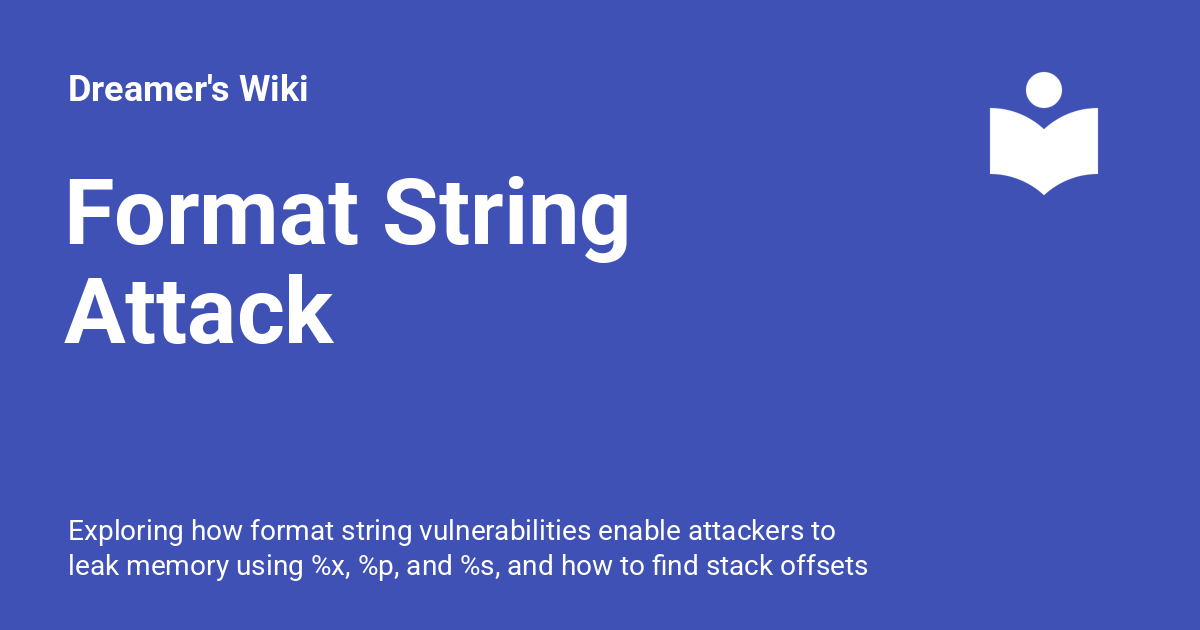 Dreamer's Wiki
Format String
Attack
Exploring how format string vulnerabilities enable attackers to
leak memory using %x, %p, and %s, and how to find stack offsets